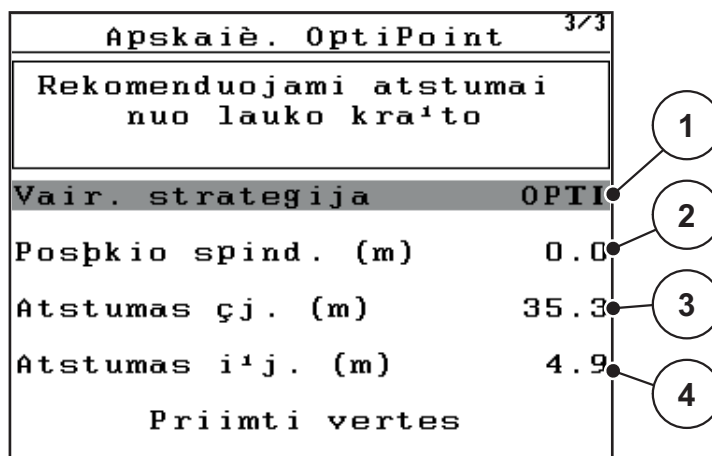 Apskaiè. OptiPoint 3/3
Rekomenduojami atstumai
nuo lauko kra¹to
Vair. strategija OPTI
Posþkio spind. (m) 0.0
Atstumas çj. (m) 35.3
Atstumas i¹j. (m) 4.9
Priimti vertes
1
2
3
4